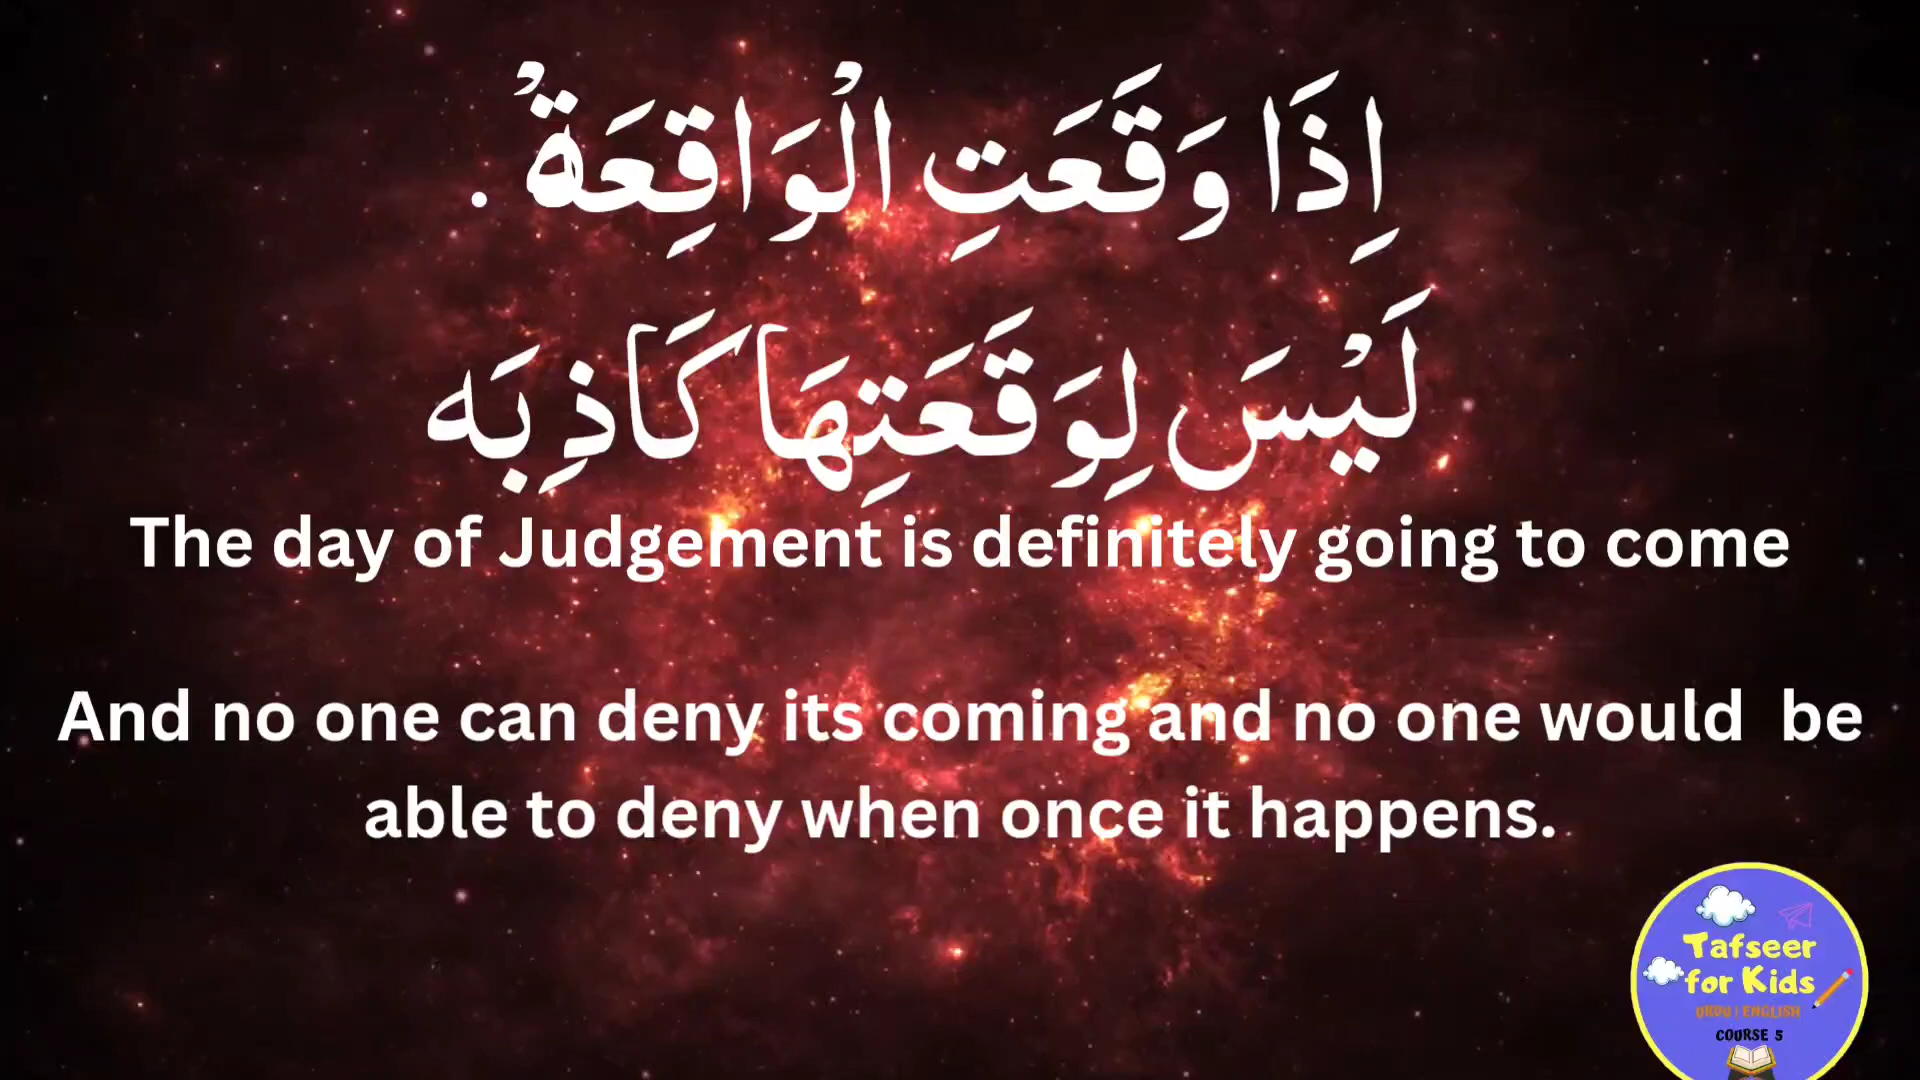 اِذَا وَقَعَتِ الْوَاقِعَةُ ۙ.
لَيْسَ لِوَقَعَتِهَا كَاذِبَه
The day of Judgement is definitely going to come
And no one can deny its coming and no one would  be
able to deny when once it happens.
Tafseer
for Kids
URDU | ENGLISH
COURSE 5